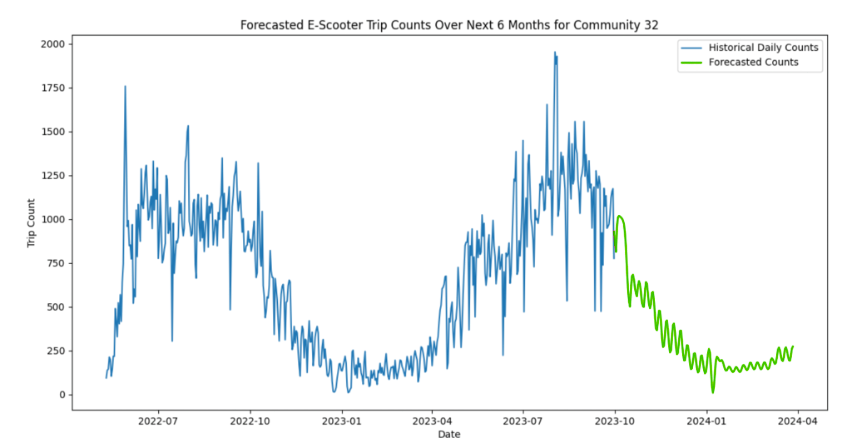 Forecasted E-Scooter Trip Counts Over Next 6 Months for Community 32
Historical Daily Counts
Forecasted Counts
2000
1750
1500
1250
1000
750
500
250
0
Trip Count
2022-07 2022-10 2023-01 2023-04 2023-07 2023-10 2024-01 2024-04
Date